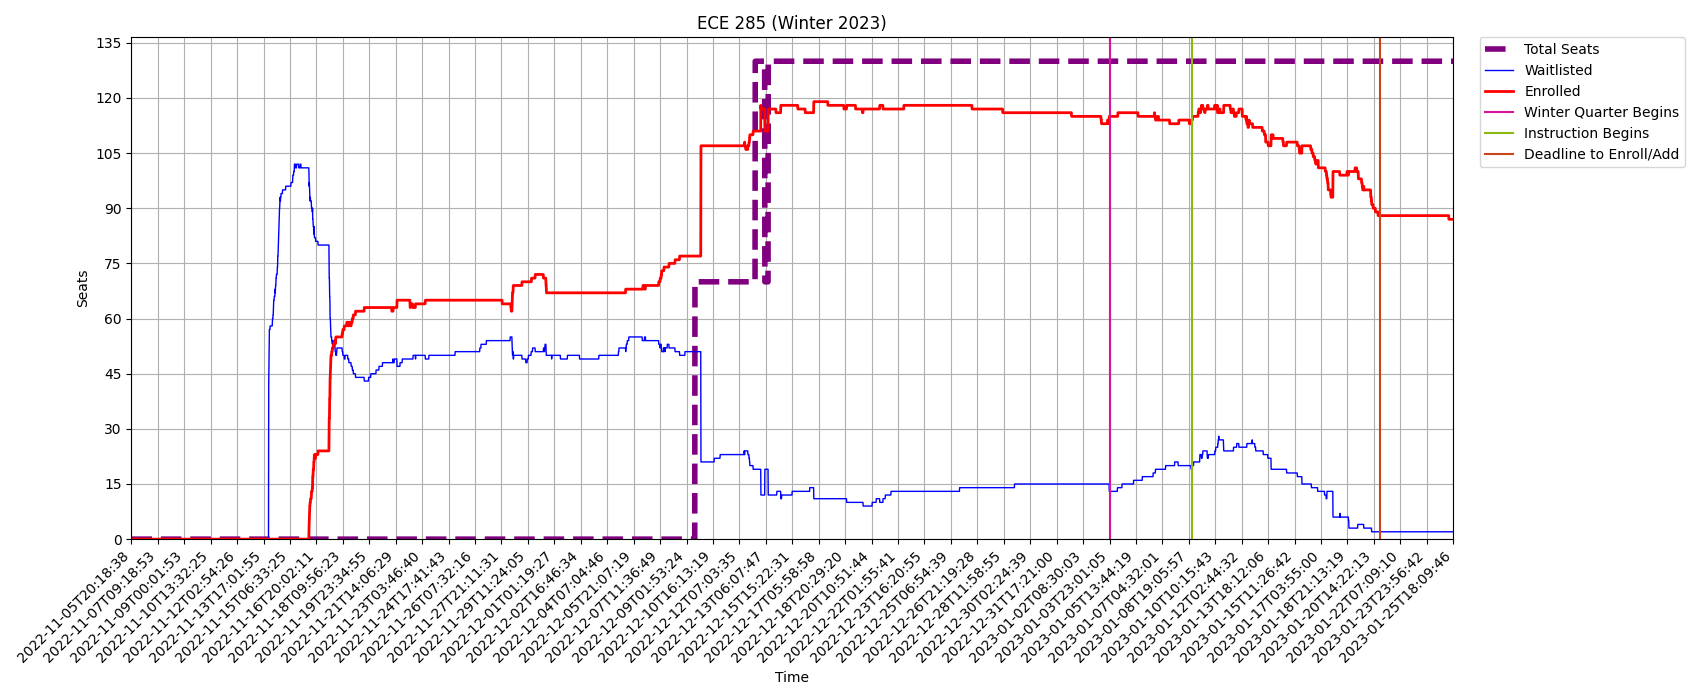 ECE 285 (Winter 2023)
135
120
105
90
75
60
45
30
15
0
Seats
Total Seats
Waitlisted
Enrolled
Winter Quarter Begins
Instruction Begins
Deadline to Enroll/Add
2022-11-05T20:18:38
2022-11-07T09:18:53
2022-11-09T00:01:53
2022-11-10T13:32:25
2022-11-12T02:54:26
2022-11-13T17:01:55
2022-11-15T06:33:25
2022-11-16T20:02:11
2022-11-18T09:56:23
2022-11-19T23:34:55
2022-11-21T14:06:29
2022-11-23T03:46:40
2022-11-24T17:41:43
2022-11-26T07:32:16
2022-11-27T21:11:31
2022-11-29T11:24:05
2022-12-01T01:19:27
2022-12-02T16:46:34
2022-12-04T07:04:46
2022-12-05T21:07:19
2022-12-07T11:36:49
2022-12-09T01:53:24
2022-12-10T16:13:19
2022-12-12T07:03:35
2022-12-13T16:07:47
2022-12-15T15:22:31
2022-12-17T05:58:58
2022-12-18T20:29:20
2022-12-20T10:51:44
2022-12-22T01:55:41
2022-12-23T16:20:55
2022-12-25T06:54:39
2022-12-26T21:19:28
2022-12-28T11:58:55
2022-12-30T02:24:39
2022-12-31T17:21:00
2023-01-02T08:30:03
2023-01-03T23:01:05
2023-01-05T13:44:19
2023-01-07T04:32:01
2023-01-08T19:05:57
2023-01-10T10:15:43
2023-01-12T02:44:32
2023-01-13T18:12:06
2023-01-15T11:26:42
2023-01-17T03:55:00
2023-01-18T21:13:19
2023-01-20T14:22:13
2023-01-22T07:09:10
2023-01-23T23:56:42
2023-01-25T18:09:46
Time